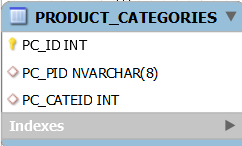 PRODUCT_CATEGORIES
PC_ID INT
PC_PID NVARCHAR(8)
PC_CATEID INT
Indexes